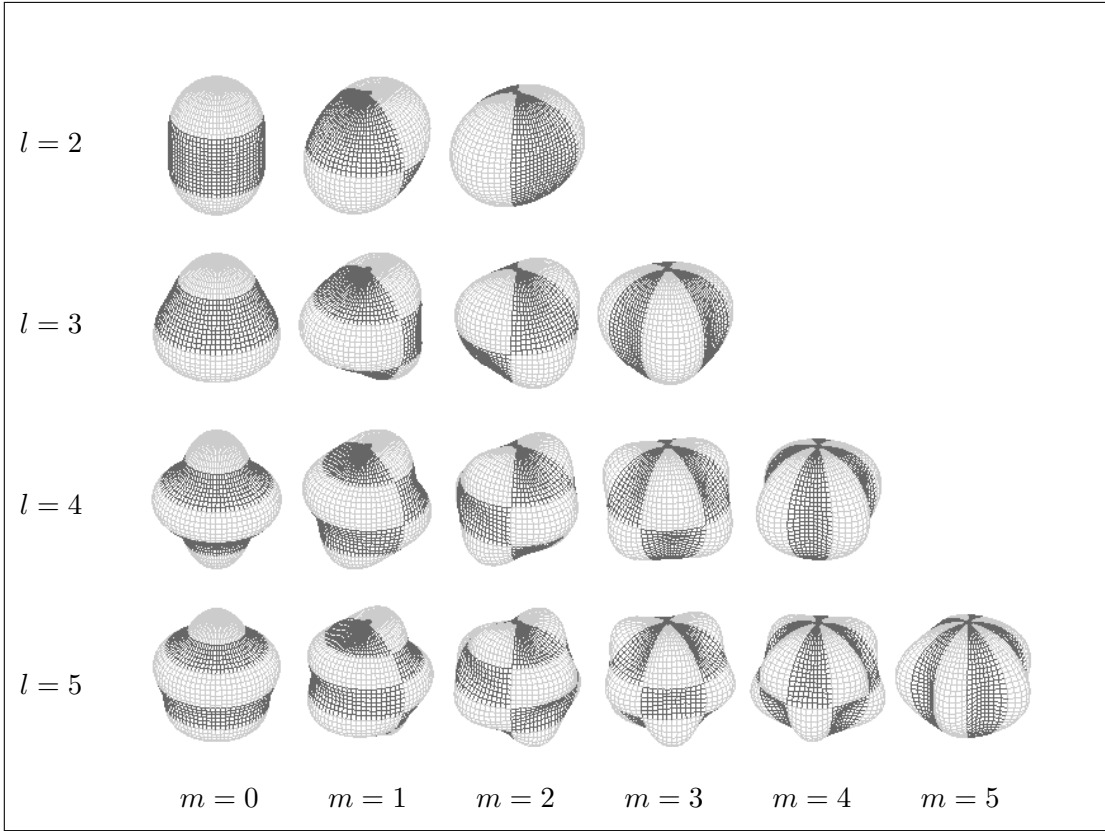 l = 2
l = 3
l = 4
l = 5
m = 0 m = 1 m = 2 m = 3 m = 4 m = 5